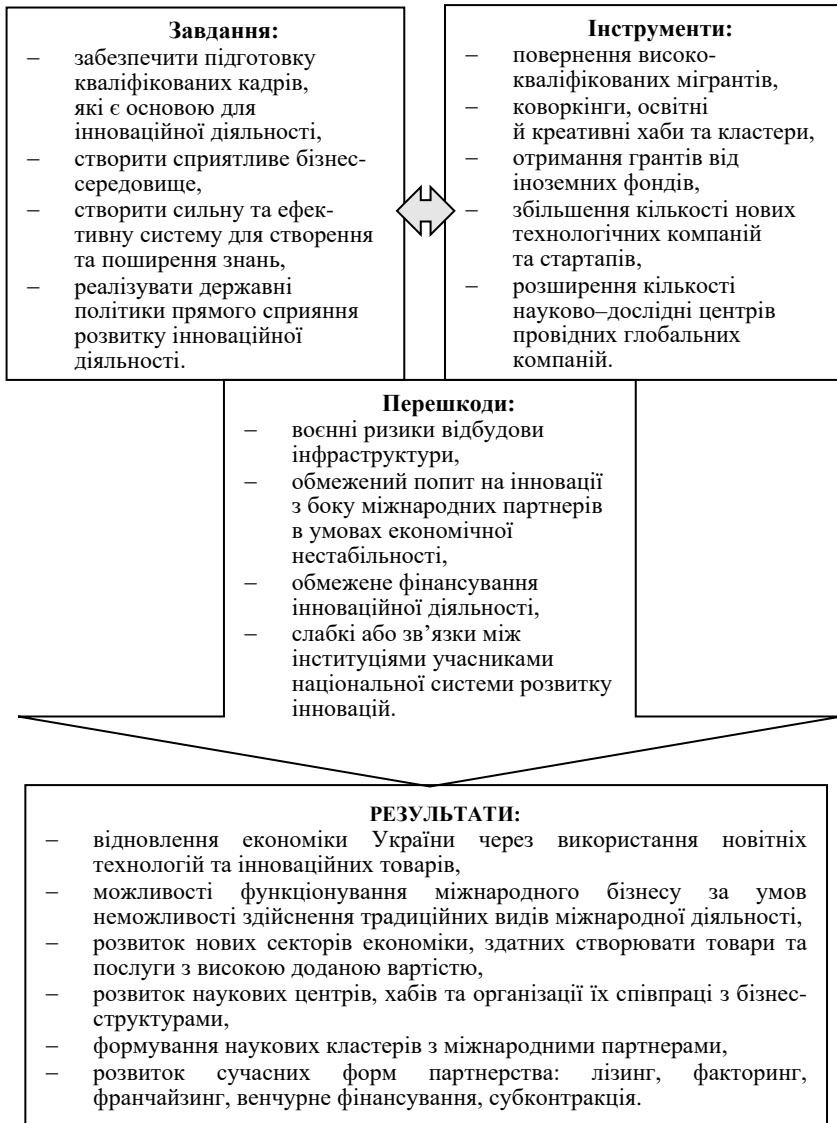 Завдання:
– забезпечити підготовку
кваліфікованих кадрів,
які є основою для
інноваційної діяльності,
– створити сприятливе бізнес-
середовище,
– створити сильну та ефек-
тивну систему для створення
та поширення знань,
– реалізувати державні
політики прямого сприяння
розвитку інноваційної
діяльності.
Інструменти:
– повернення високо-
кваліфікованих мігрантів,
– коворкінги, освітні
й креативні хаби та кластери,
– отримання грантів від
іноземних фондів,
– збільшення кількості нових
технологічних компаній
та стартапів,
– розширення кількості
науково–дослідні центрів
провідних глобальних
компаній.
Перешкоди:
– воєнні ризики відбудови
інфраструктури,
– обмежений попит на інновації
з боку міжнародних партнерів
в умовах економічної
нестабільності,
– обмежене фінансування
інноваційної діяльності,
– слабкі або зв’язки між
інституціями учасниками
національної системи розвитку
інновацій.
РЕЗУЛЬТАТИ:
– відновлення економіки України через використання новітніх
технологій та інноваційних товарів,
– можливості функціонування міжнародного бізнесу за умов
неможливості здійснення традиційних видів міжнародної діяльності,
– розвиток нових секторів економіки, здатних створювати товари та
послуги з високою доданою вартістю,
– розвиток наукових центрів, хабів та організації їх співпраці з бізнес-
структурами,
– формування наукових кластерів з міжнародними партнерами,
– розвиток сучасних форм партнерства: лізинг, факторинг,
франчайзинг, венчурне фінансування, субконтракція.